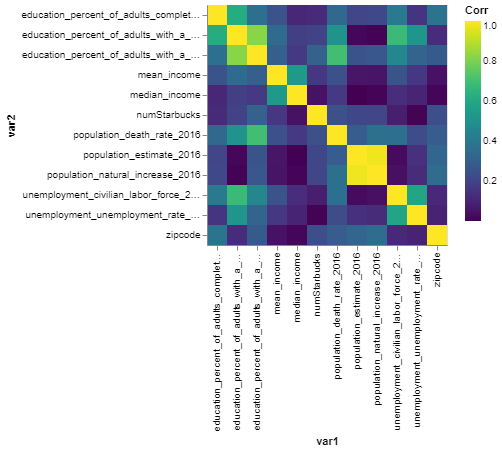 Corr
education_percent_of_adults_complet…
education_percent_of_adults_with_a_…
education_percent_of_adults_with_a_…
mean_income
median_income
numStarbucks
population_death_rate_2016
population_estimate_2016
population_natural_increase_2016
unemployment_civilian_labor_force_2…
unemployment_unemployment_rate_…
zipcode
var2
1.0
0.8
0.6
0.4
0.2
education_percent_of_adults_complet…
education_percent_of_adults_with_a_…
education_percent_of_adults_with_a_…
mean_income
median_income
numStarbucks
population_death_rate_2016
population_estimate_2016
population_natural_increase_2016
unemployment_civilian_labor_force_2…
unemployment_unemployment_rate_…
zipcode
var1